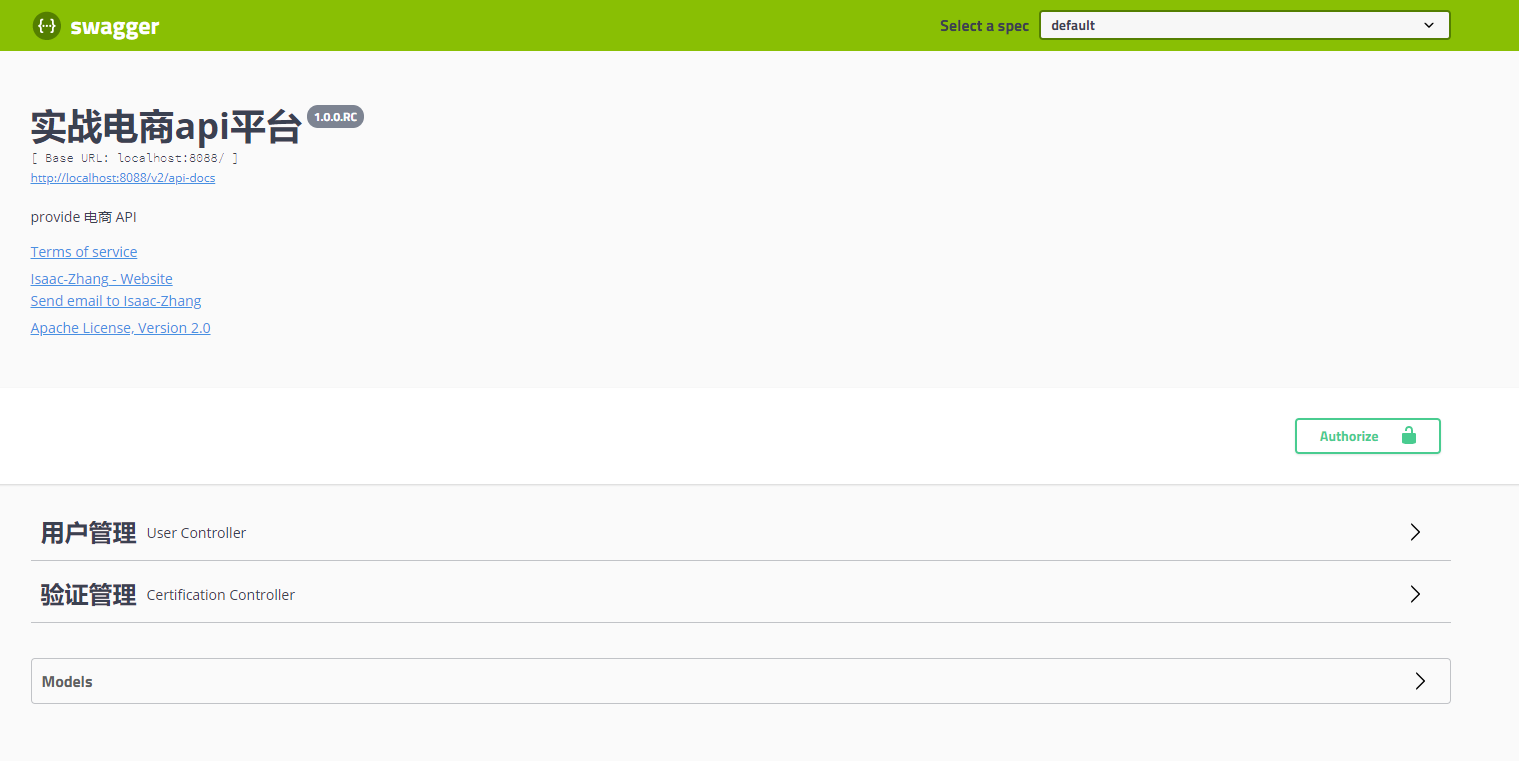 swagger
Select a spec default
实战电商api平台 1.0.0.RC
[ Base URL: localhost:8088/ ]
http://localhost:8088/v2/api-docs
provide 电商 API
Terms of service
Isaac-Zhang - Website
Send email to Isaac-Zhang
Apache License, Version 2.0
Authorize
用户管理 User Controller
验证管理 Certification Controller
Models